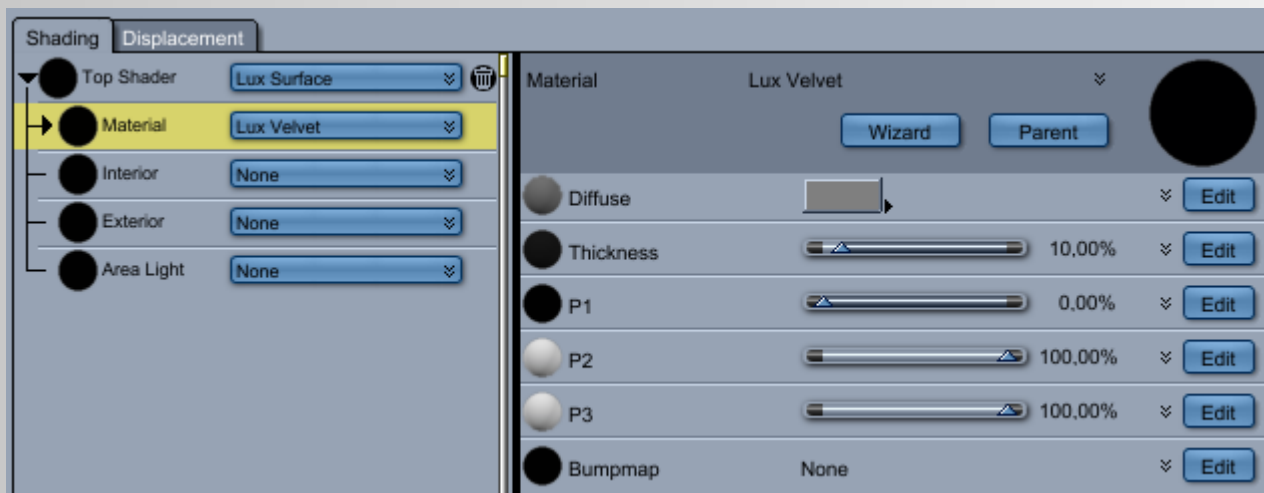 Shading Displacement
Top Shader Lux Surface
Material Lux Velvet
Interior None
Exterior None
Area Light None
Material Lux Velvet
Wizard Parent
Diffuse Edit
Thickness 10,00% Edit
P1 0,00% Edit
P2 100,00% Edit
P3 100,00% Edit
Bumpmap None Edit